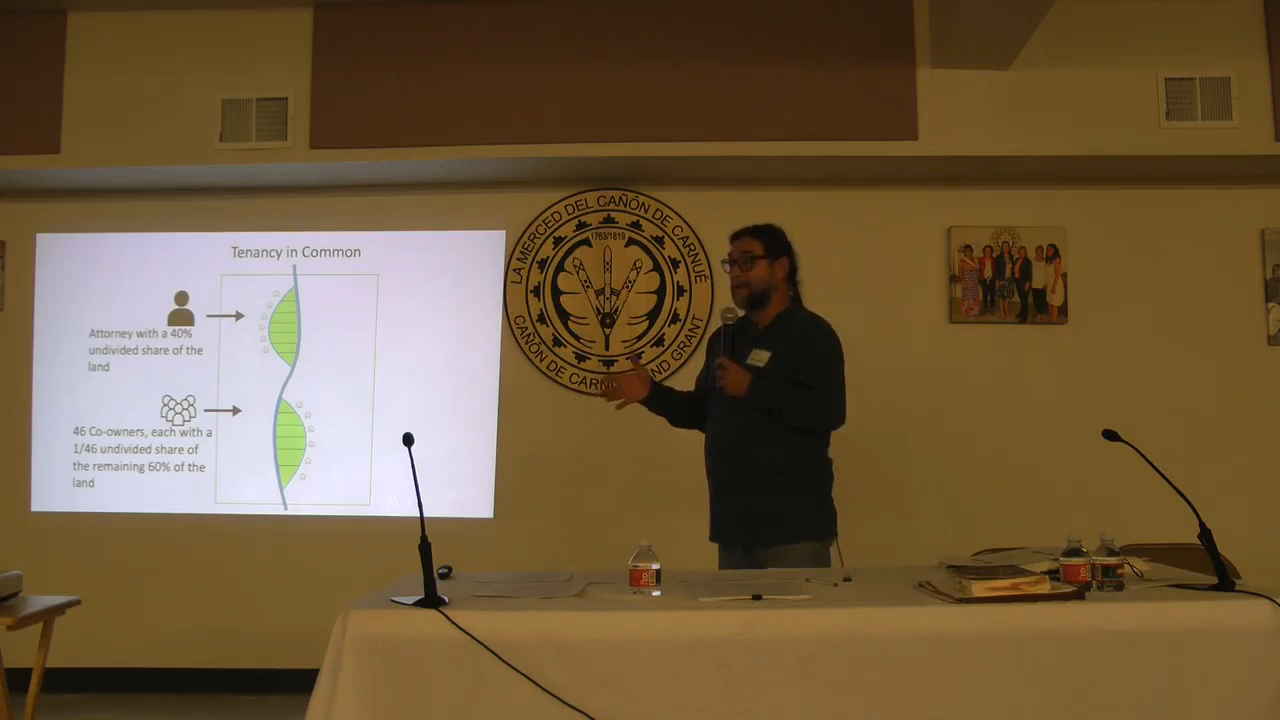 Tenancy in Common
Attorney with a 40%
undivided share of the
land
46 Co-owners, each with a
1/46 undivided share of
the remaining 60% of the
land
LA MERCED DEL CAÑÓN DE CARNUÉ
1763/1819
CAÑÓN DE GRANT